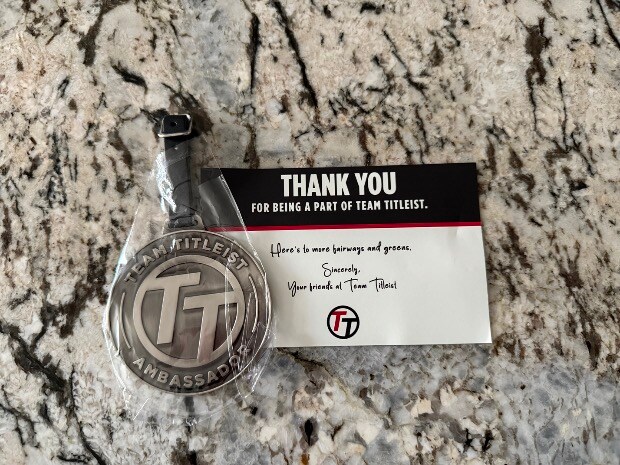 TEAM TITLEIST
TT
AMBASSADOR
THANK YOU
FOR BEING A PART OF TEAM TITLEIST.
Here's to more fairways and greens.
Sincerely,
Your friends at Team Titleist
TT